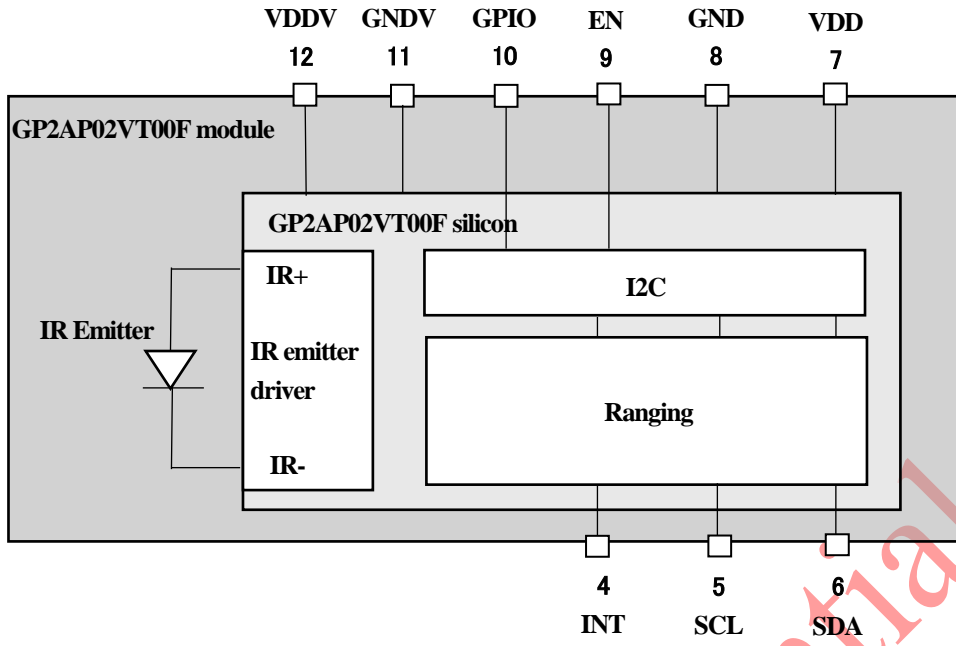 VDDV GNDV GPIO EN GND VDD
12 11 10 9 8 7
GP2AP02VT00F module
GP2AP02VT00F silicon
IR+
I2C
IR Emitter
IR emitter
driver
Ranging
IR-
4 5 6
INT SCL SDA